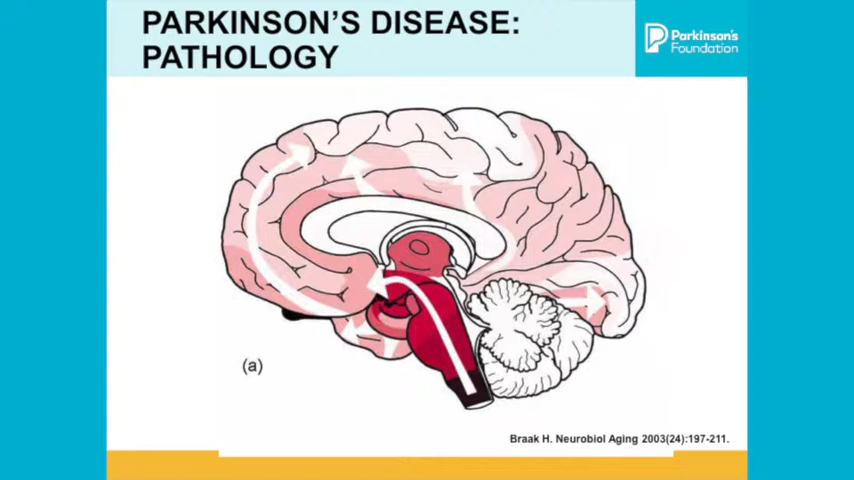 PARKINSON'S DISEASE:
PATHOLOGY
Parkinson's
Foundation
(a)
Braak H. Neurobiol Aging 2003(24):197-211.